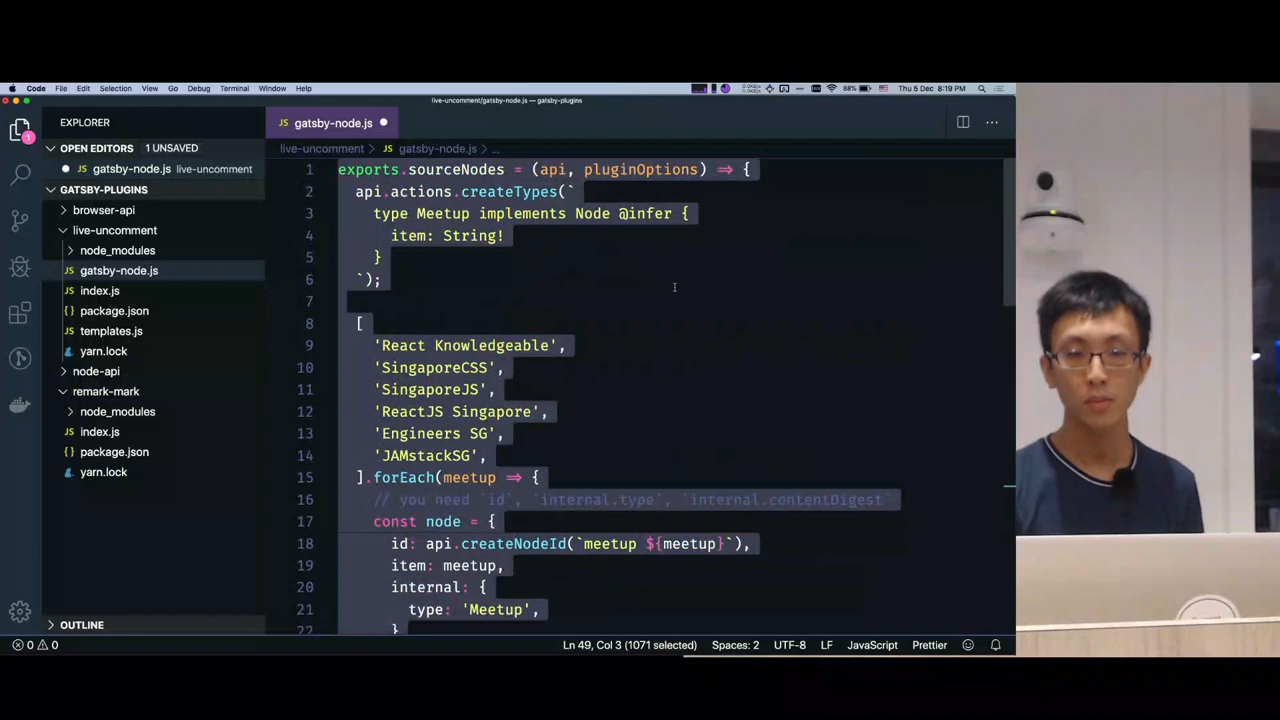 Code File Edit Selection View Go Debug Terminal Window Help
88% Thu 5 Dec 8:19 PM
live-uncomment/gatsby-node.js — gatsby-plugins
EXPLORER
OPEN EDITORS 1 UNSAVED
gatsby-node.js live-uncomment
GATSBY-PLUGINS
browser-api
live-uncomment
node_modules
JS gatsby-node.js
JS index.js
package.json
JS templates.js
yarn.lock
node-api
remark-mark
node_modules
JS index.js
package.json
yarn.lock
OUTLINE
1
JS gatsby-node.js
live-uncomment > JS gatsby-node.js > ...
1 exports.sourceNodes = (api, pluginOptions) => {
2 api.actions.createTypes(`
3 type Meetup implements Node @infer {
4 item: String!
5 }
6 `);
7
8 [
9 'React Knowledgeable',
10 'SingaporeCSS',
11 'SingaporeJS',
12 'ReactJS Singapore',
13 'Engineers SG',
14 'JAMstackSG',
15 ].forEach(meetup => {
16 // you need `id`, `internal.type`, `internal.contentDigest`
17 const node = {
18 id: api.createNodeId(`meetup ${meetup}`),
19 item: meetup,
20 internal: {
21 type: 'Meetup',
22 }
0 0 Ln 49, Col 3 (1071 selected) Spaces: 2 UTF-8 LF JavaScript Prettier